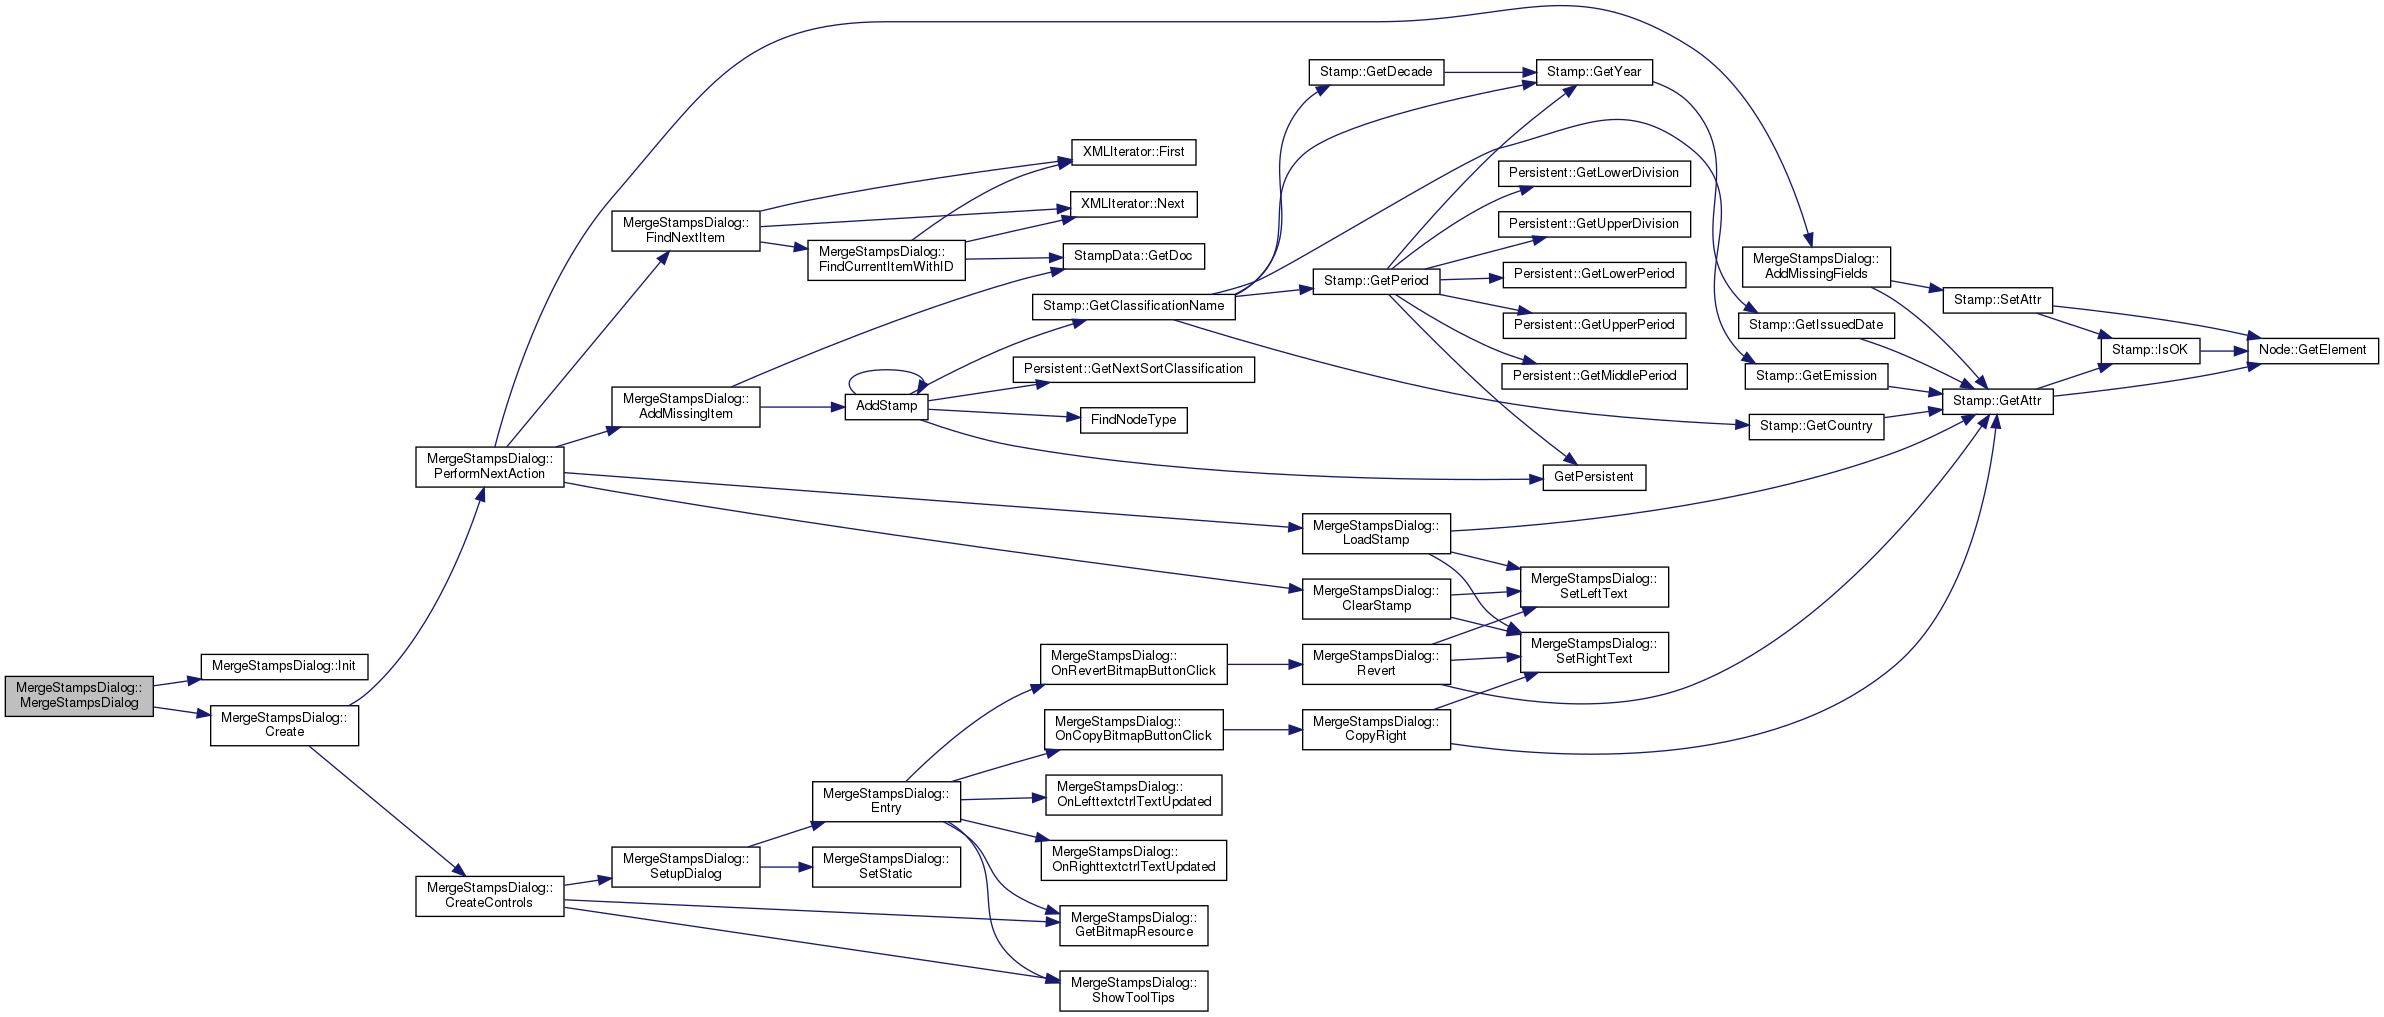 MergeStampsDialog::
MergeStampsDialog
MergeStampsDialog::Init
MergeStampsDialog::
Create
MergeStampsDialog::
PerformNextAction
MergeStampsDialog::
CreateControls
MergeStampsDialog::
FindNextItem
MergeStampsDialog::
AddMissingItem
MergeStampsDialog::
SetupDialog
MergeStampsDialog::
FindCurrentItemWithID
AddStamp
MergeStampsDialog::
Entry
MergeStampsDialog::
SetStatic
XMLIterator::First
XMLIterator::Next
StampData::GetDoc
Stamp::GetClassificationName
Persistent::GetNextSortClassification
FindNodeType
MergeStampsDialog::
OnRevertBitmapButtonClick
MergeStampsDialog::
OnCopyBitmapButtonClick
MergeStampsDialog::
OnLefttextctrlTextUpdated
MergeStampsDialog::
OnRighttextctrlTextUpdated
MergeStampsDialog::
GetBitmapResource
MergeStampsDialog::
ShowToolTips
Stamp::GetDecade
Stamp::GetPeriod
MergeStampsDialog::
LoadStamp
MergeStampsDialog::
ClearStamp
MergeStampsDialog::
Revert
MergeStampsDialog::
CopyRight
Stamp::GetYear
Persistent::GetLowerDivision
Persistent::GetUpperDivision
Persistent::GetLowerPeriod
Persistent::GetUpperPeriod
Persistent::GetMiddlePeriod
GetPersistent
MergeStampsDialog::
SetLeftText
MergeStampsDialog::
SetRightText
MergeStampsDialog::
AddMissingFields
Stamp::GetIssuedDate
Stamp::GetEmission
Stamp::GetCountry
Stamp::SetAttr
Stamp::GetAttr
Stamp::IsOK
Node::GetElement